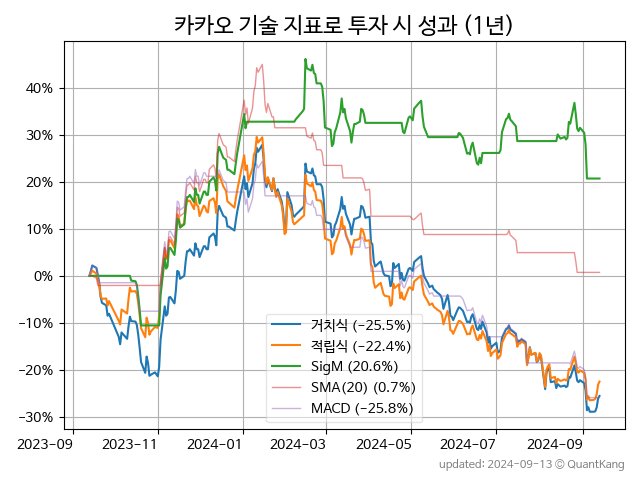 카카오 기술 지표로 투자 시 성과 (1년)
40%
30%
20%
10%
0%
−10%
−20%
−30%
거치식 (−25.5%)
적립식 (−22.4%)
SigM (20.6%)
SMA(20) (0.7%)
MACD (−25.8%)
2023-09
2023-11
2024-01
2024-03
2024-05
2024-07
2024-09
updated: 2024-09-13 © QuantKang